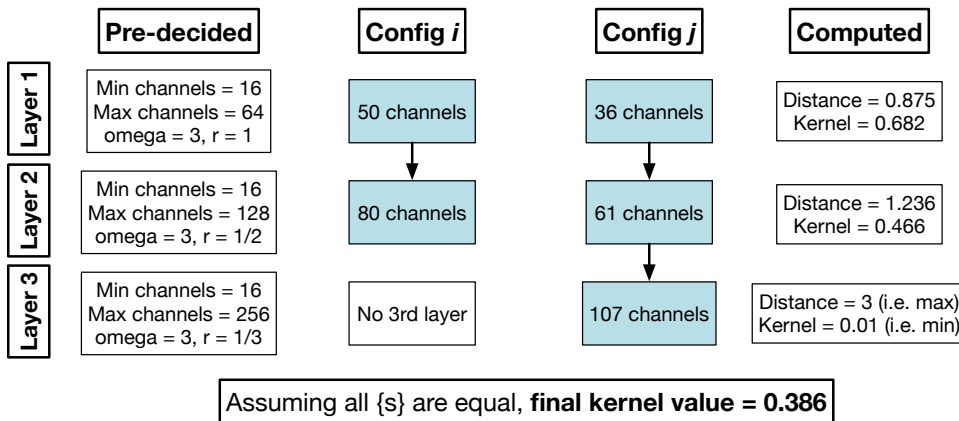 Pre-decided
Config i
Config j
Computed
Layer 1
Min channels = 16
Max channels = 64
omega = 3, r = 1
50 channels
36 channels
Distance = 0.875
Kernel = 0.682
Layer 2
Min channels = 16
Max channels = 128
omega = 3, r = 1/2
80 channels
61 channels
Distance = 1.236
Kernel = 0.466
Layer 3
Min channels = 16
Max channels = 256
omega = 3, r = 1/3
No 3rd layer
107 channels
Distance = 3 (i.e. max)
Kernel = 0.01 (i.e. min)
Assuming all {s} are equal, final kernel value = 0.386